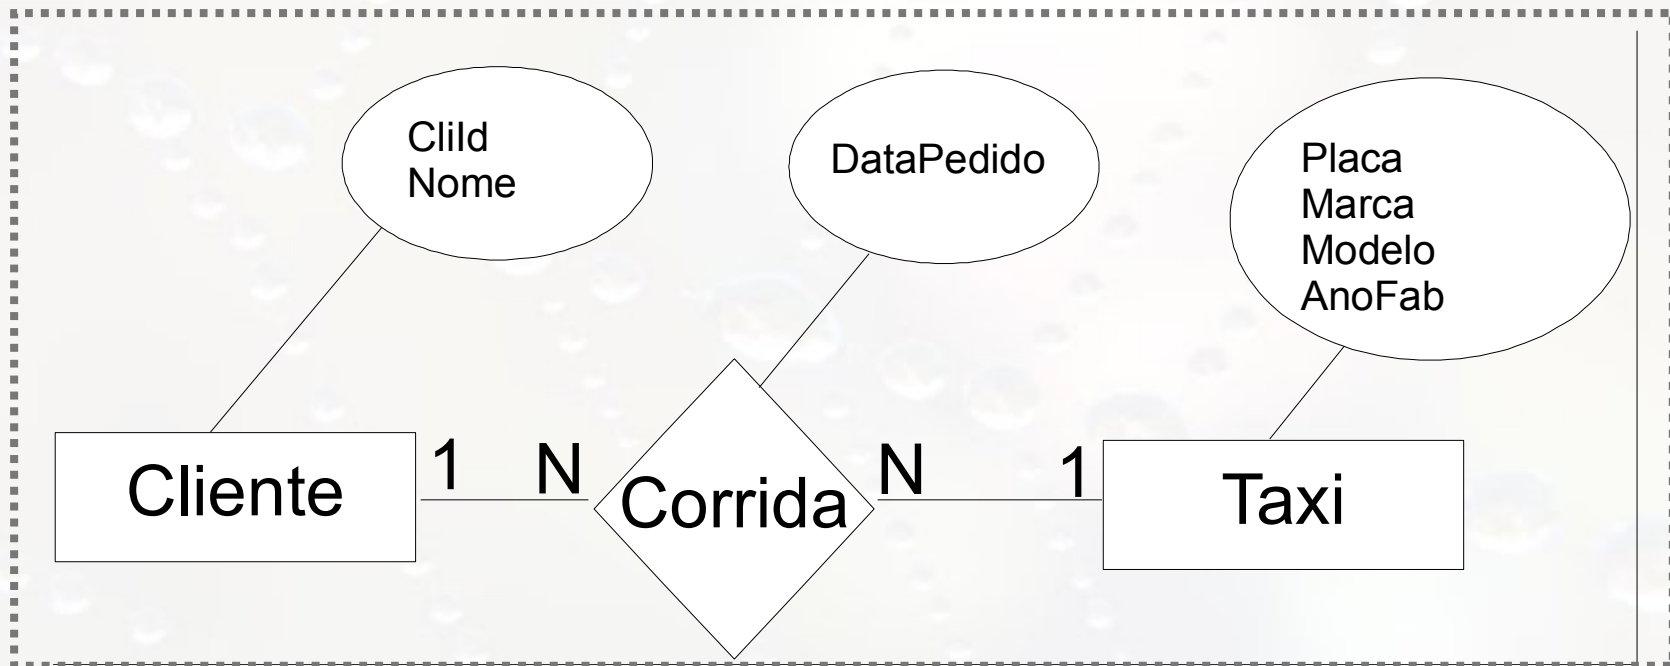 CliId
Nome
DataPedido
Placa
Marca
Modelo
AnoFab
Cliente
1
N
Corrida
N
1
Taxi